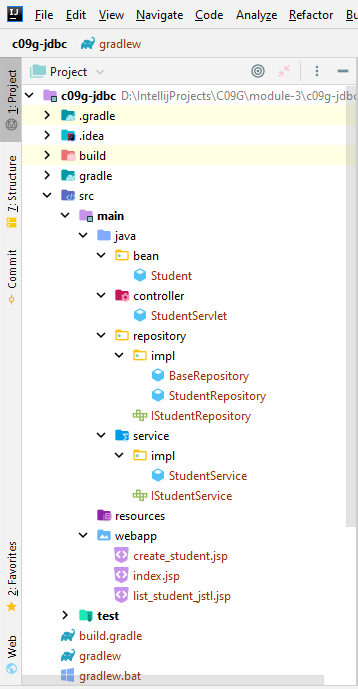 IJ File Edit View Navigate Code Analyze Refactor Bu
c09g-jdbc gradlew
Project
c09g-jdbc D:\IntellijProjects\C09G\module-3\c09g-jdbc
.gradle
.idea
build
gradle
src
main
java
bean
Student
controller
StudentServlet
repository
impl
BaseRepository
StudentRepository
IStudentRepository
service
impl
StudentService
IStudentService
resources
webapp
create_student.jsp
index.jsp
list_student_jstl.jsp
test
build.gradle
gradlew
gradlew.bat
1: Project
7: Structure
Commit
2: Favorites
Web